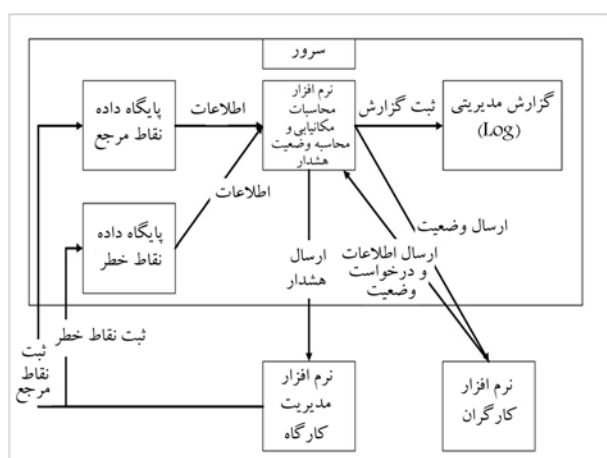 سرور
پایگاه داده
نقاط مرجع
اطلاعات
نرم افزار
محاسبات
مکانیابی و
محاسبه وضعیت
هشدار
ثبت گزارش
گزارش مدیریتی
(Log)
پایگاه داده
نقاط خطر
اطلاعات
ارسال
هشدار
ارسال اطلاعات
و درخواست
وضعیت
ارسال وضعیت
ثبت نقاط خطر
ثبت
نقاط
مرجع
نرم افزار
مدیریت
کارگاه
نرم افزار
کارگران